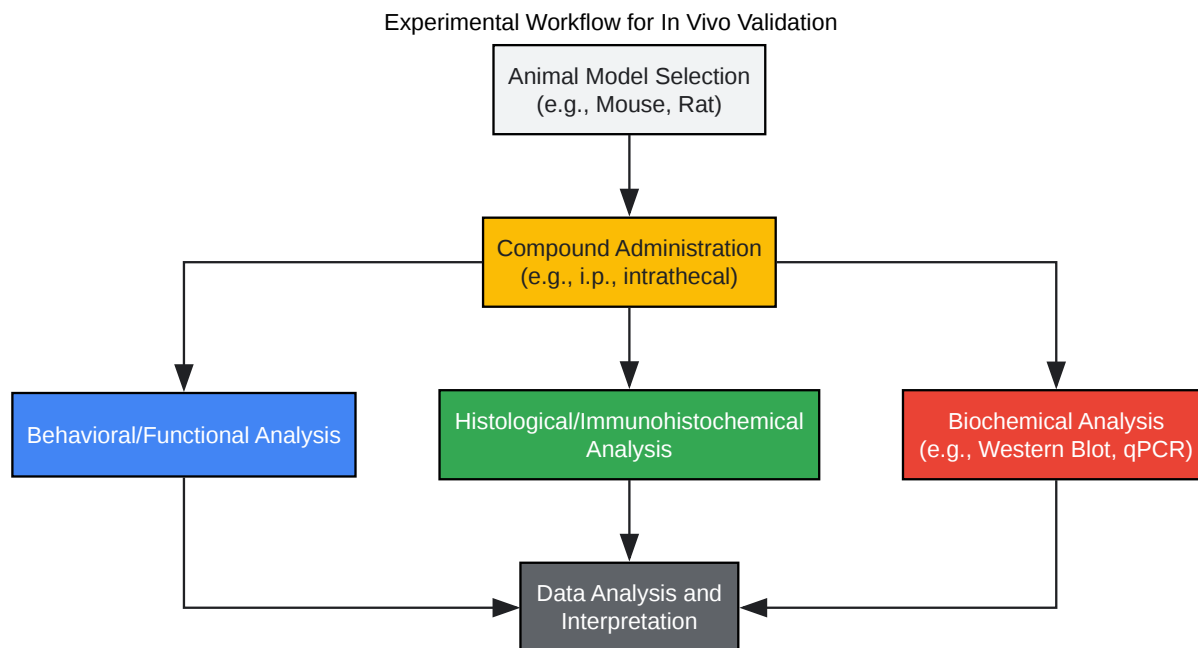 Experimental Workflow for In Vivo Validation
Animal Model Selection
(e.g., Mouse, Rat)
Compound Administration
(e.g., i.p., intrathecal)
Behavioral/Functional Analysis
Histological/Immunohistochemical
Analysis
Biochemical Analysis
(e.g., Western Blot, qPCR)
Data Analysis and
Interpretation